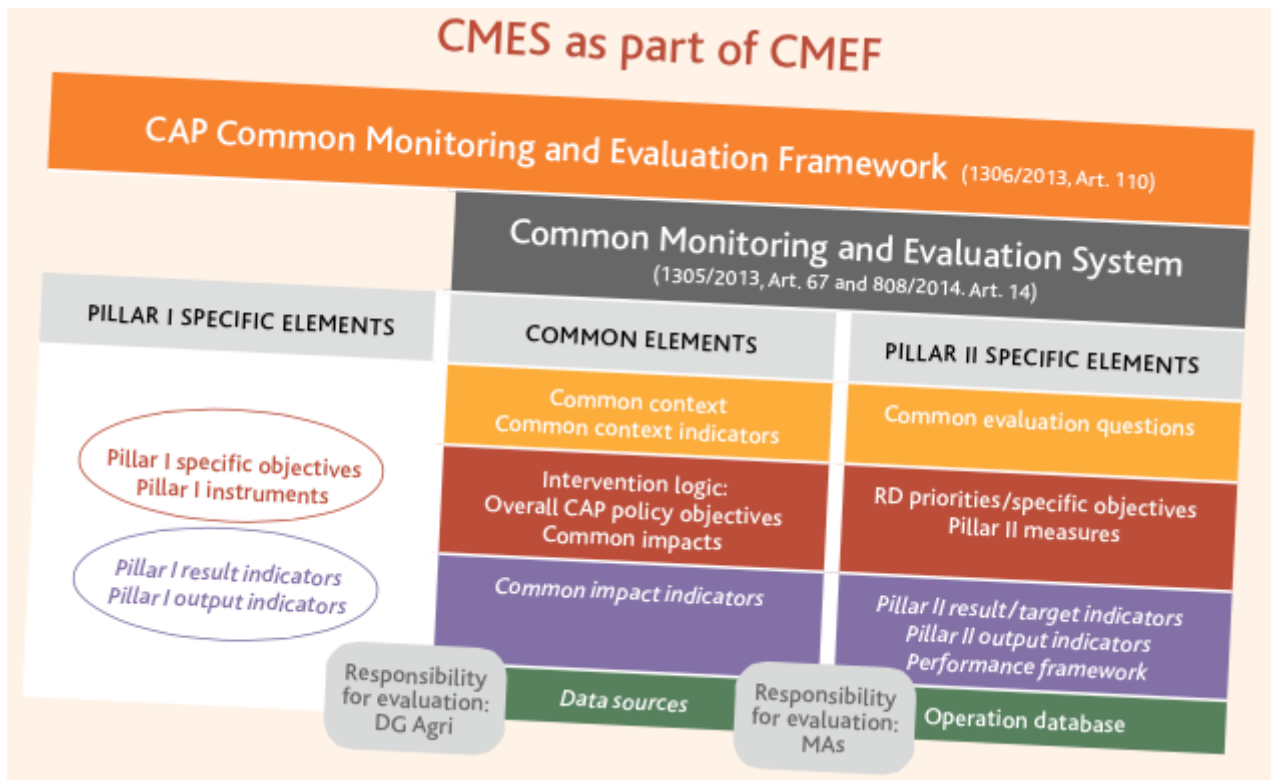 CMES as part of CMEF
CAP Common Monitoring and Evaluation Framework (1306/2013, Art. 110)
Common Monitoring and Evaluation System
(1305/2013, Art. 67 and 808/2014. Art. 14)
PILLAR I SPECIFIC ELEMENTS
Pillar I specific objectives
Pillar I instruments
Pillar I result indicators
Pillar I output indicators
Responsibility
for evaluation:
DG Agri
COMMON ELEMENTS
Common context
Common context indicators
Intervention logic:
Overall CAP policy objectives
Common impacts
Common impact indicators
Data sources
PILLAR II SPECIFIC ELEMENTS
Common evaluation questions
RD priorities/specific objectives
Pillar II measures
Pillar II result/target indicators
Pillar II output indicators
Performance framework
Responsibility
for evaluation:
MAs
Operation database